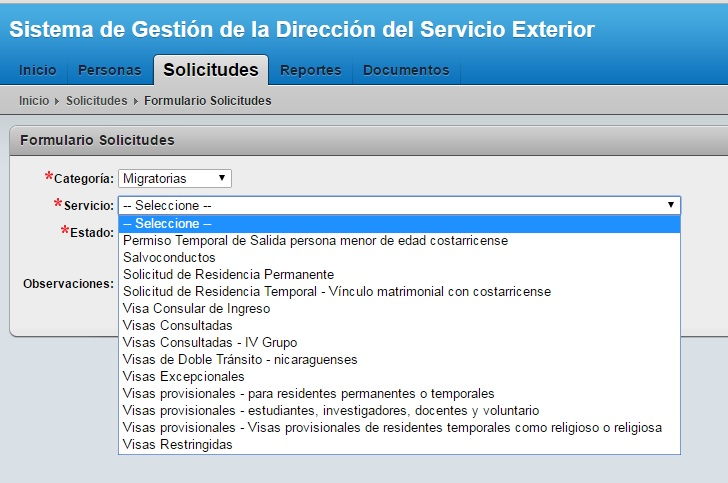 Sistema de Gestión de la Dirección del Servicio Exterior
Inicio Personas Solicitudes Reportes Documentos
Inicio Solicitudes Formulario Solicitudes
Formulario Solicitudes
*Categoría: Migratorias
*Servicio: -- Seleccione --
*Estado:
Observaciones:
-- Seleccione --
Permiso Temporal de Salida persona menor de edad costarricense
Salvoconductos
Solicitud de Residencia Permanente
Solicitud de Residencia Temporal - Vínculo matrimonial con costarricense
Visa Consular de Ingreso
Visas Consultadas
Visas Consultadas - IV Grupo
Visas de Doble Tránsito - nicaraguenses
Visas Excepcionales
Visas provisionales - para residentes permanentes o temporales
Visas provisionales - estudiantes, investigadores, docentes y voluntario
Visas provisionales - Visas provisionales de residentes temporales como religioso o religiosa
Visas Restringidas